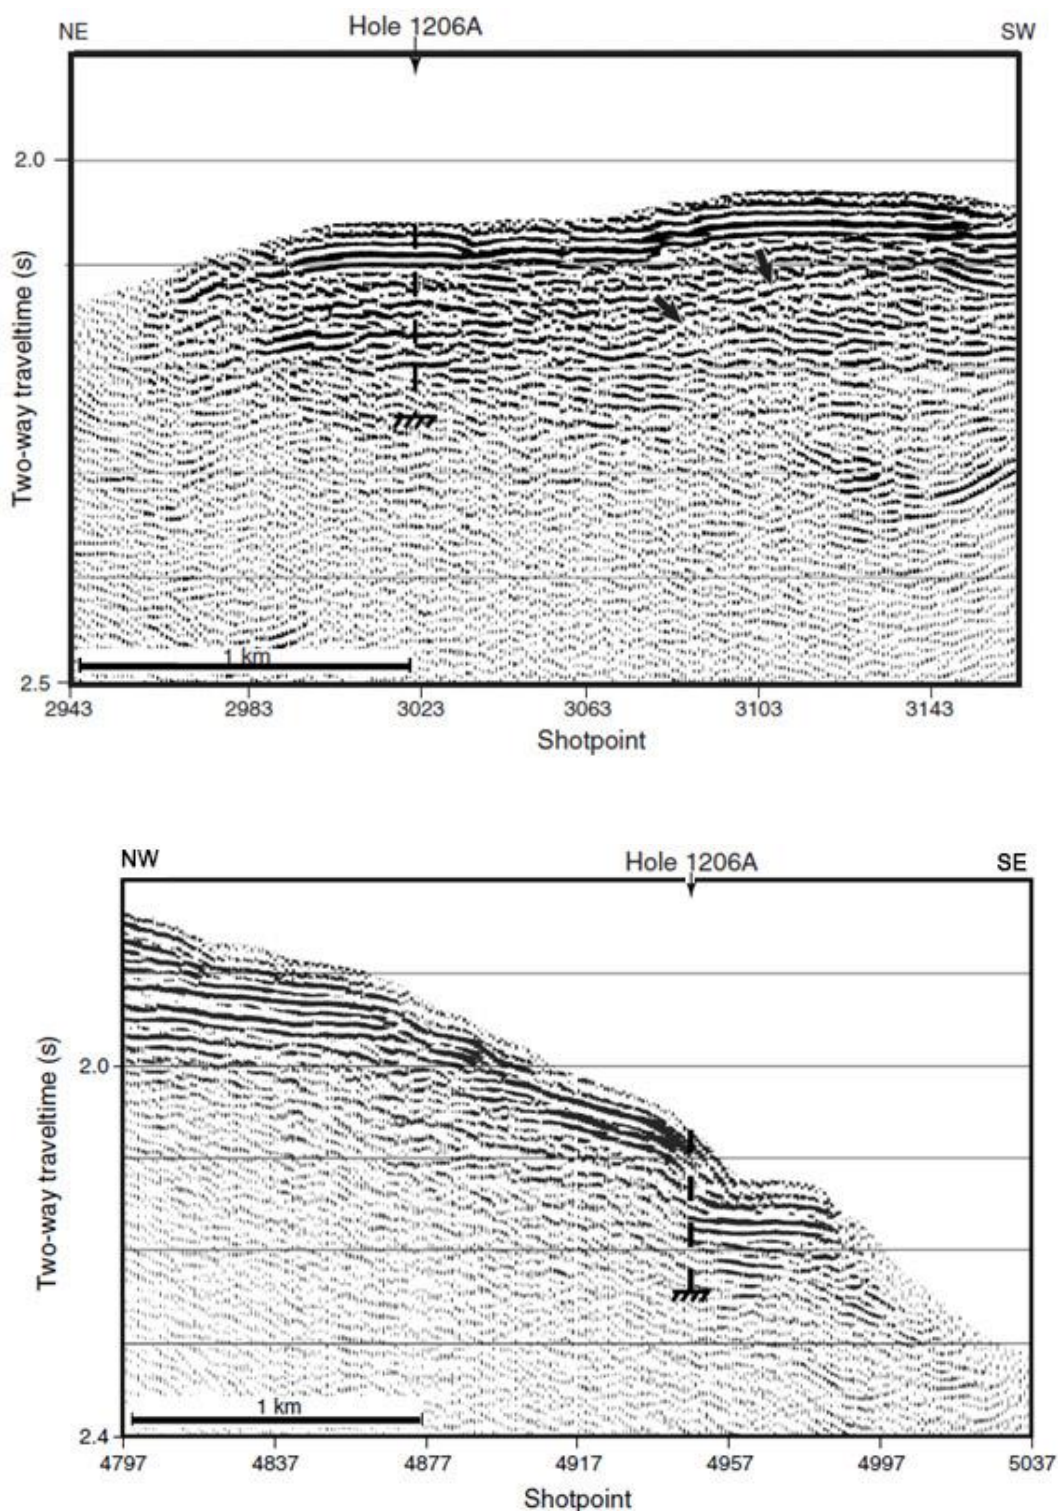 NE Hole 1206A SW
2.0
Two-way traveltime (s)
1 km
2.5
2943 2983 3023 3063 3103 3143
Shotpoint
NW Hole 1206A SE
2.0
Two-way traveltime (s)
1 km
2.4
4797 4837 4877 4917 4957 4997 5037
Shotpoint